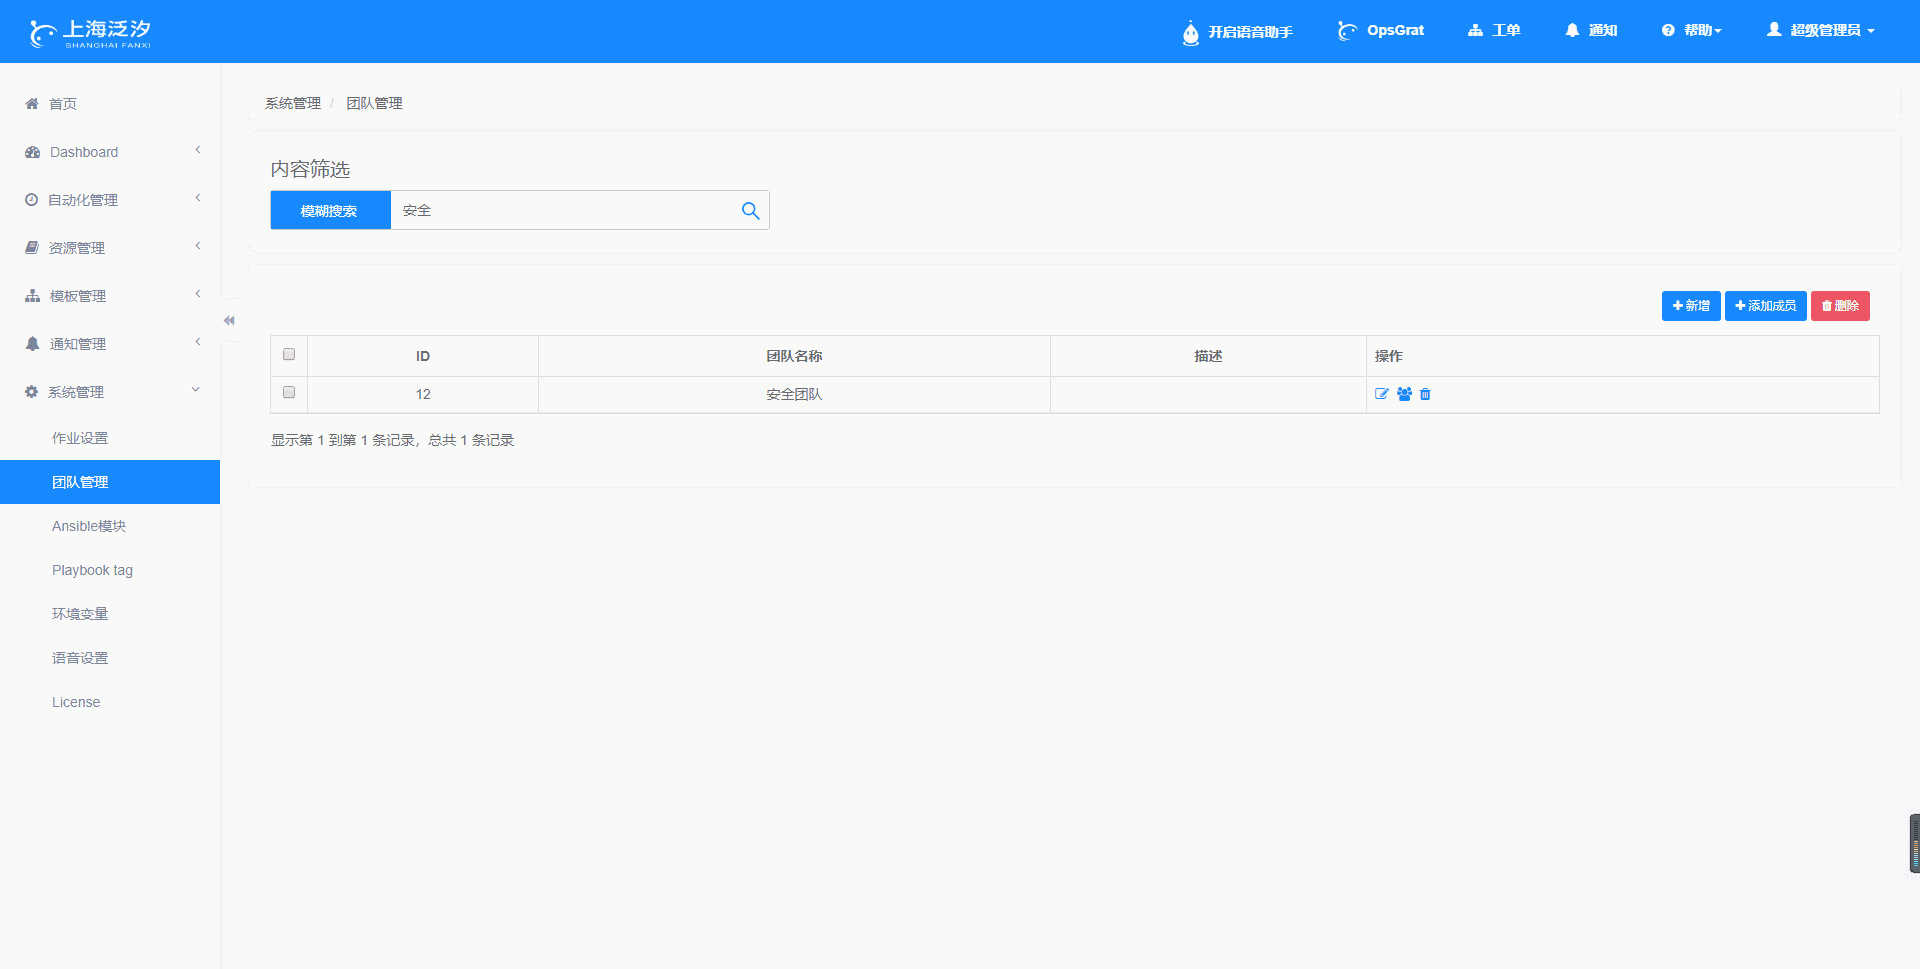 上海泛汐
SHANGHAI FANXI
开启语音助手
OpsGrat
工单
通知
帮助
超级管理员
首页
Dashboard
自动化管理
资源管理
模板管理
通知管理
系统管理
作业设置
团队管理
Ansible模块
Playbook tag
环境变量
语音设置
License
系统管理 / 团队管理
内容筛选
模糊搜索 安全
新增 添加成员 删除
ID 团队名称 描述 操作
12 安全团队
显示第 1 到第 1 条记录，总共 1 条记录